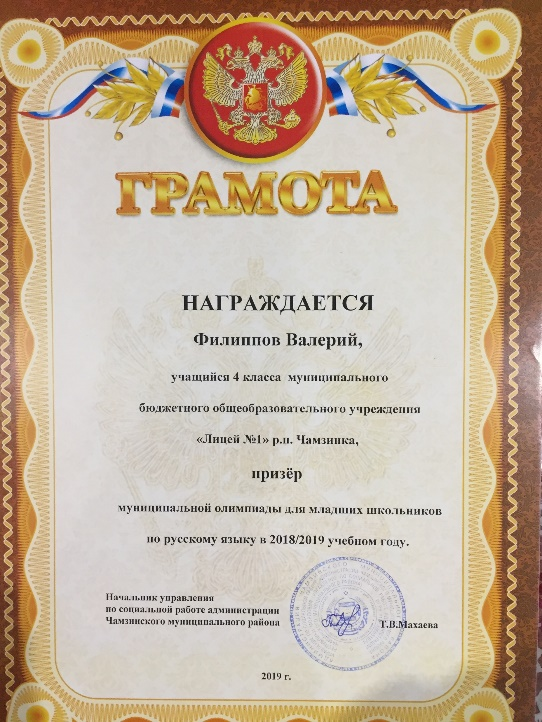 ГРАМОТА
НАГРАЖДАЕТСЯ
Филиппов Валерий,
учащийся 4 класса муниципального
бюджетного общеобразовательного учреждения
«Лицей №1» р.п. Чамзинка,
призёр
муниципальной олимпиады для младших школьников
по русскому языку в 2018/2019 учебном году.
Начальник управления
по социальной работе администрации
Чамзинского муниципального района
Т.В.Махаева
2019 г.